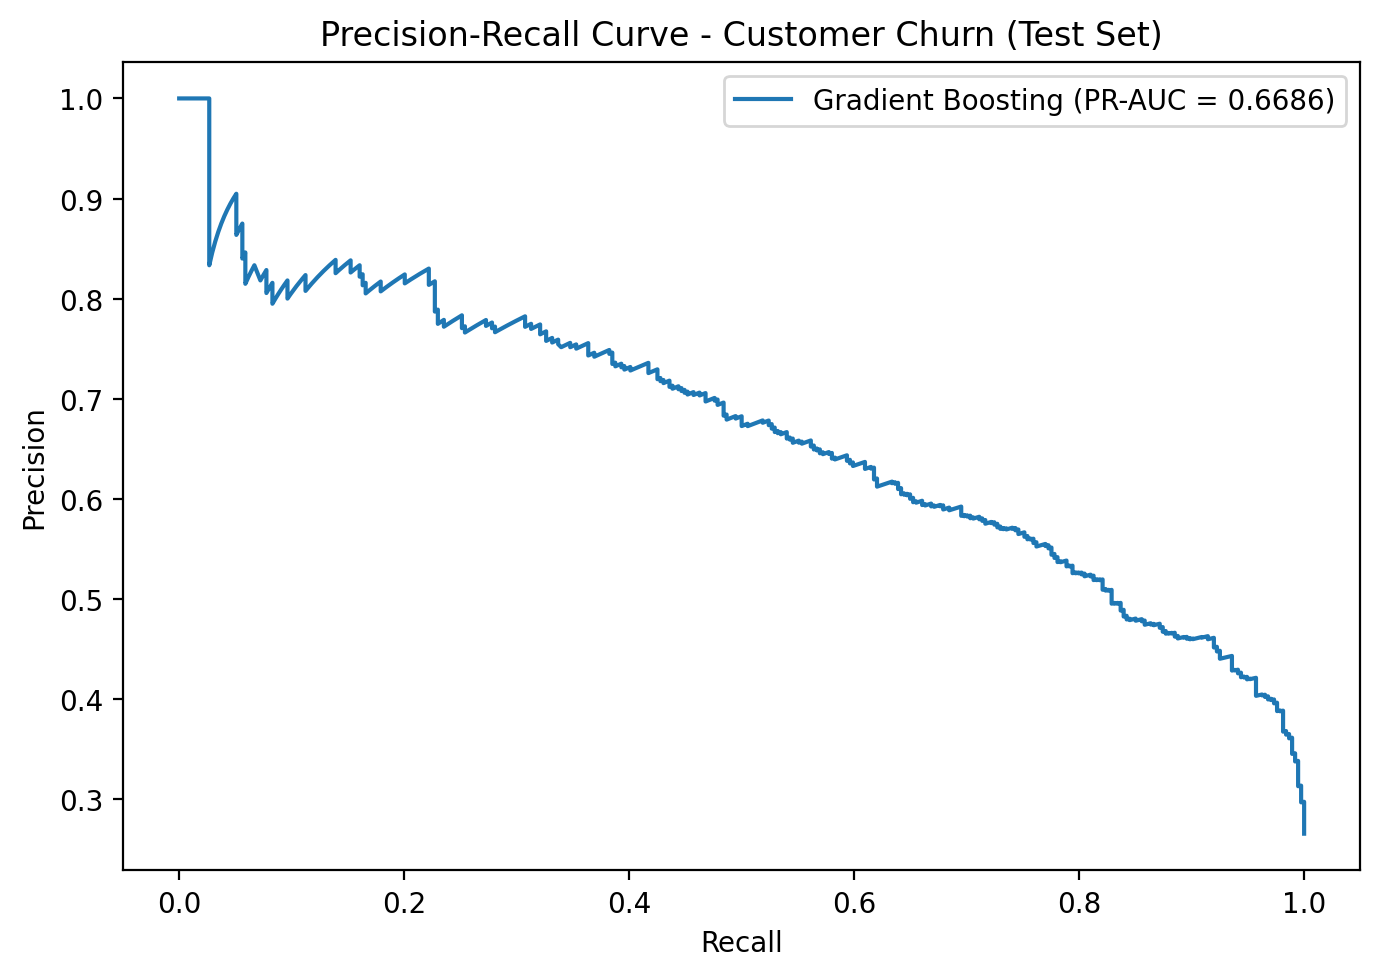 Precision-Recall Curve - Customer Churn (Test Set)
Gradient Boosting (PR-AUC = 0.6686)
Precision
1.0
0.9
0.8
0.7
0.6
0.5
0.4
0.3
0.0 0.2 0.4 0.6 0.8 1.0
Recall